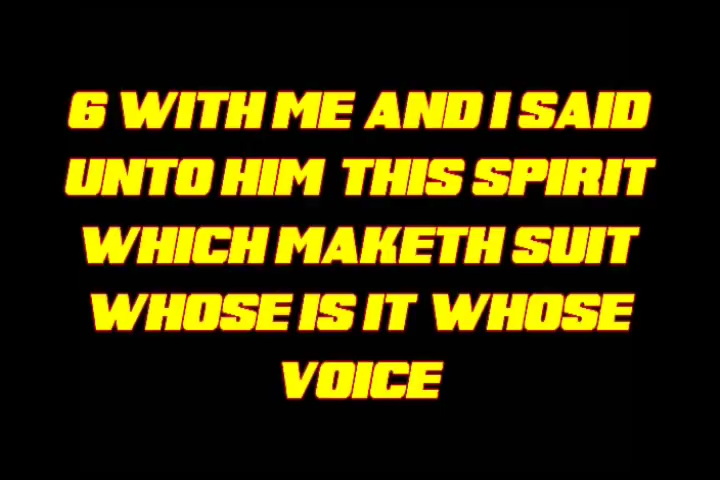 6 WITH ME AND I SAID
UNTO HIM THIS SPIRIT
WHICH MAKETH SUIT
WHOSE IS IT WHOSE
VOICE